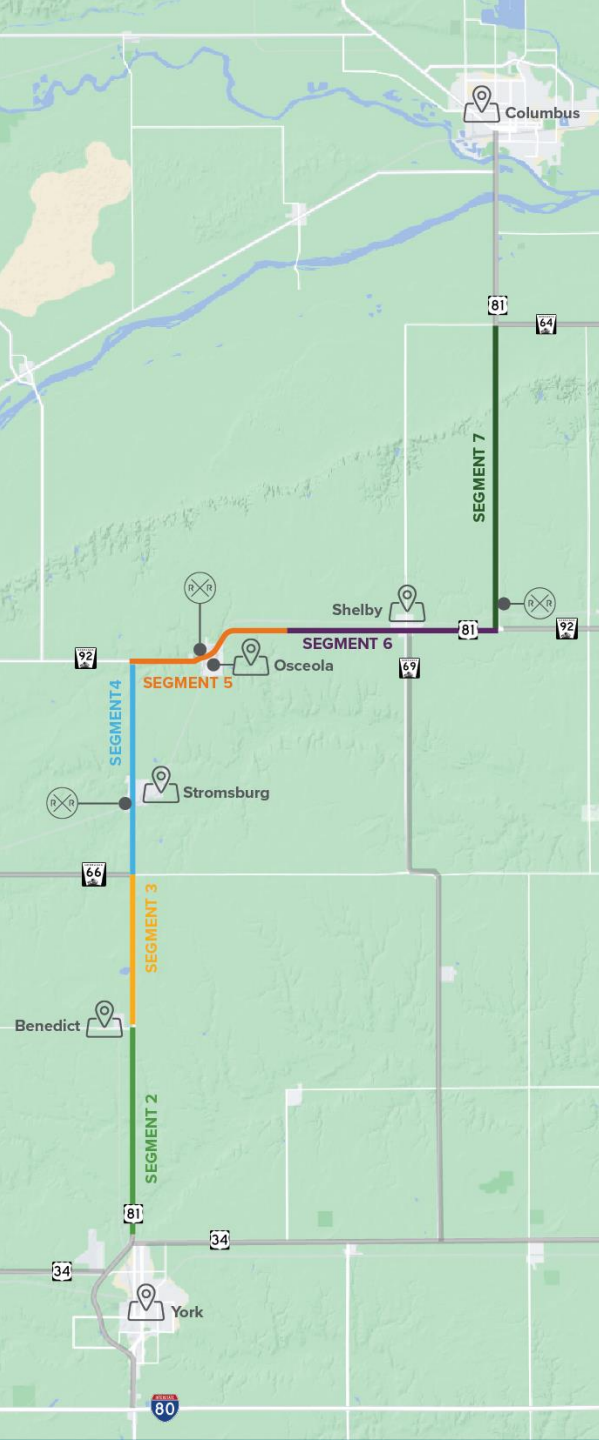 Columbus
81
64
SEGMENT 7
R R
R R
Shelby
81
92
SEGMENT 6
92
Osceola
69
SEGMENT 5
SEGMENT4
Stromsburg
R R
66
SEGMENT 3
Benedict
SEGMENT 2
81
34
34
York
80